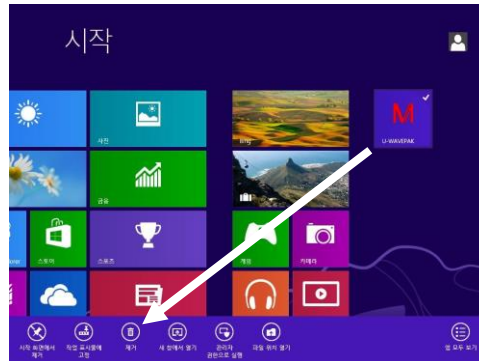 시작
사진
Bing
M
U-WAVEPAK
금융
스토어
스포츠
게임
카메라
시작 화면에서
제거
작업 표시줄에
고정
제거
새 창에서 열기
관리자
권한으로 실행
파일 위치 열기
앱 모두 보기